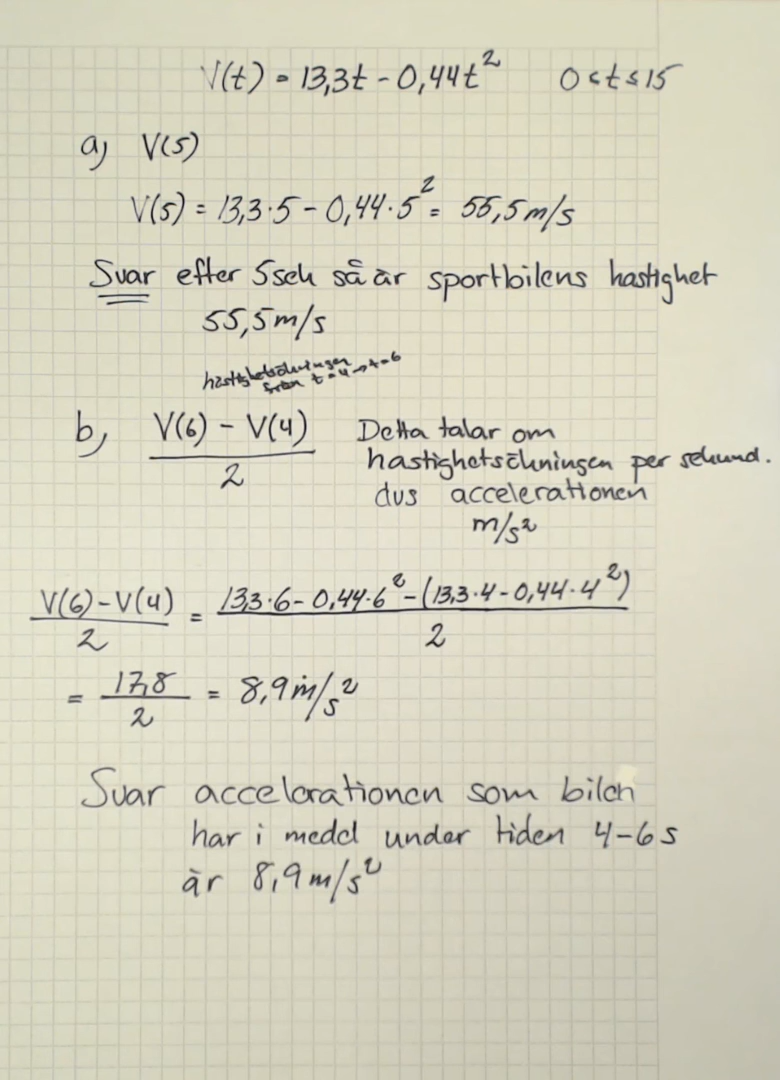 V(t) = 13,3t - 0,44t² 0 ≤ t ≤ 15
a) V(5)
V(5) = 13,3·5 - 0,44·5² = 55,5 m/s
Svar efter 5sek så är sportbilens hastighet
55,5 m/s
hastighetsökningen
från t=4 → t=6
b) (V(6) - V(4))/2
Detta talar om
hastighetsökningen per sekund.
dvs accelerationen
m/s²
(V(6) - V(4))/2 = (13,3·6 - 0,44·6² - (13,3·4 - 0,44·4²))/2
= 17,8/2 = 8,9 m/s²
Svar accelerationen som bilen
har i medel under tiden 4-6 s
är 8,9 m/s²